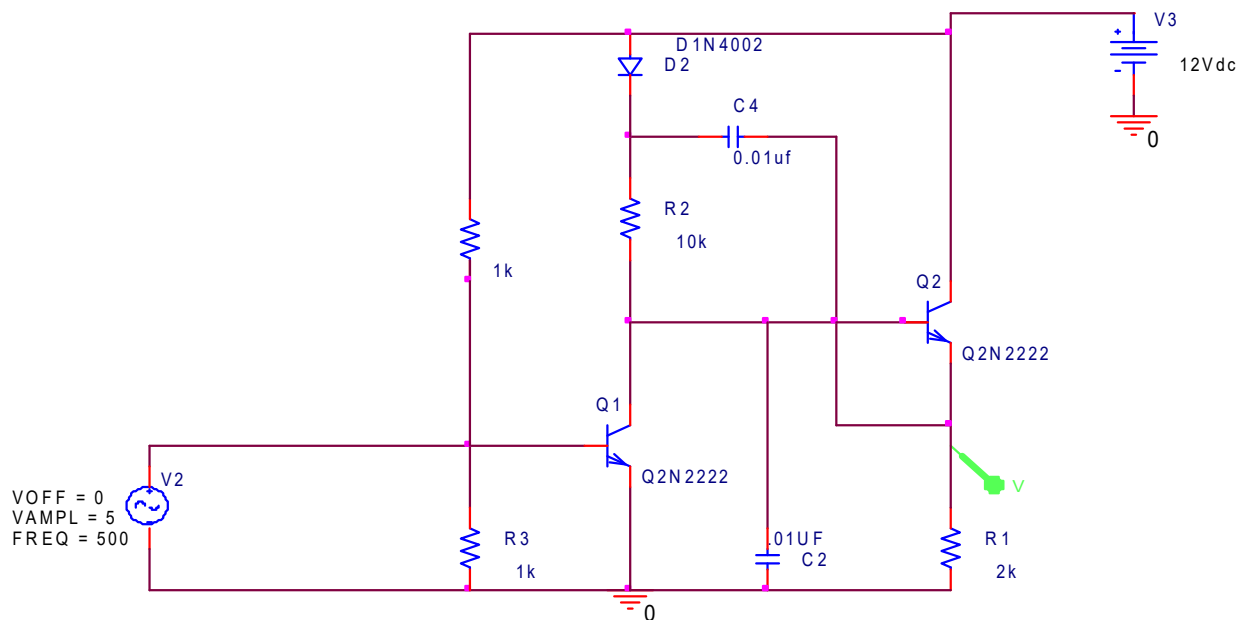 V3
D1N4002
D2
12Vdc
C4
0.01uf
0
R2
10k
1k
Q2
Q2N2222
Q1
Q2N2222
V2
VOFF = 0
VAMPL = 5
FREQ = 500
V
R3
1k
.01UF
C2
R1
2k
0